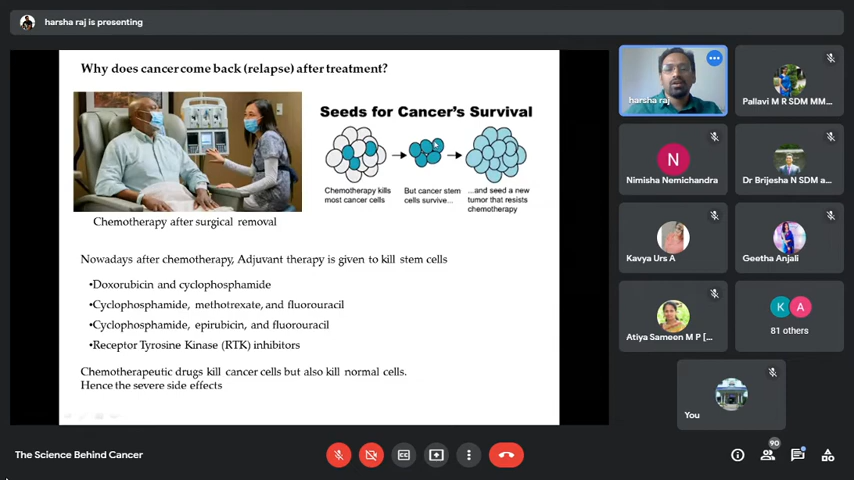 harsha raj is presenting
Why does cancer come back (relapse) after treatment?
Seeds for Cancer's Survival
Chemotherapy kills
most cancer cells
But cancer stem
cells survive...
...and seed a new
tumor that resists
chemotherapy
Chemotherapy after surgical removal
Nowadays after chemotherapy, Adjuvant therapy is given to kill stem cells
•Doxorubicin and cyclophosphamide
•Cyclophosphamide, methotrexate, and fluorouracil
•Cyclophosphamide, epirubicin, and fluorouracil
•Receptor Tyrosine Kinase (RTK) inhibitors
Chemotherapeutic drugs kill cancer cells but also kill normal cells.
Hence the severe side effects
harsha raj
Pallavi M R SDM MM...
N
Nimisha Nemichandra
Dr Brijesha N SDM a...
Kavya Urs A
Geetha Anjali
Atiya Sameen M P [...
K A
81 others
You
The Science Behind Cancer
CC
90